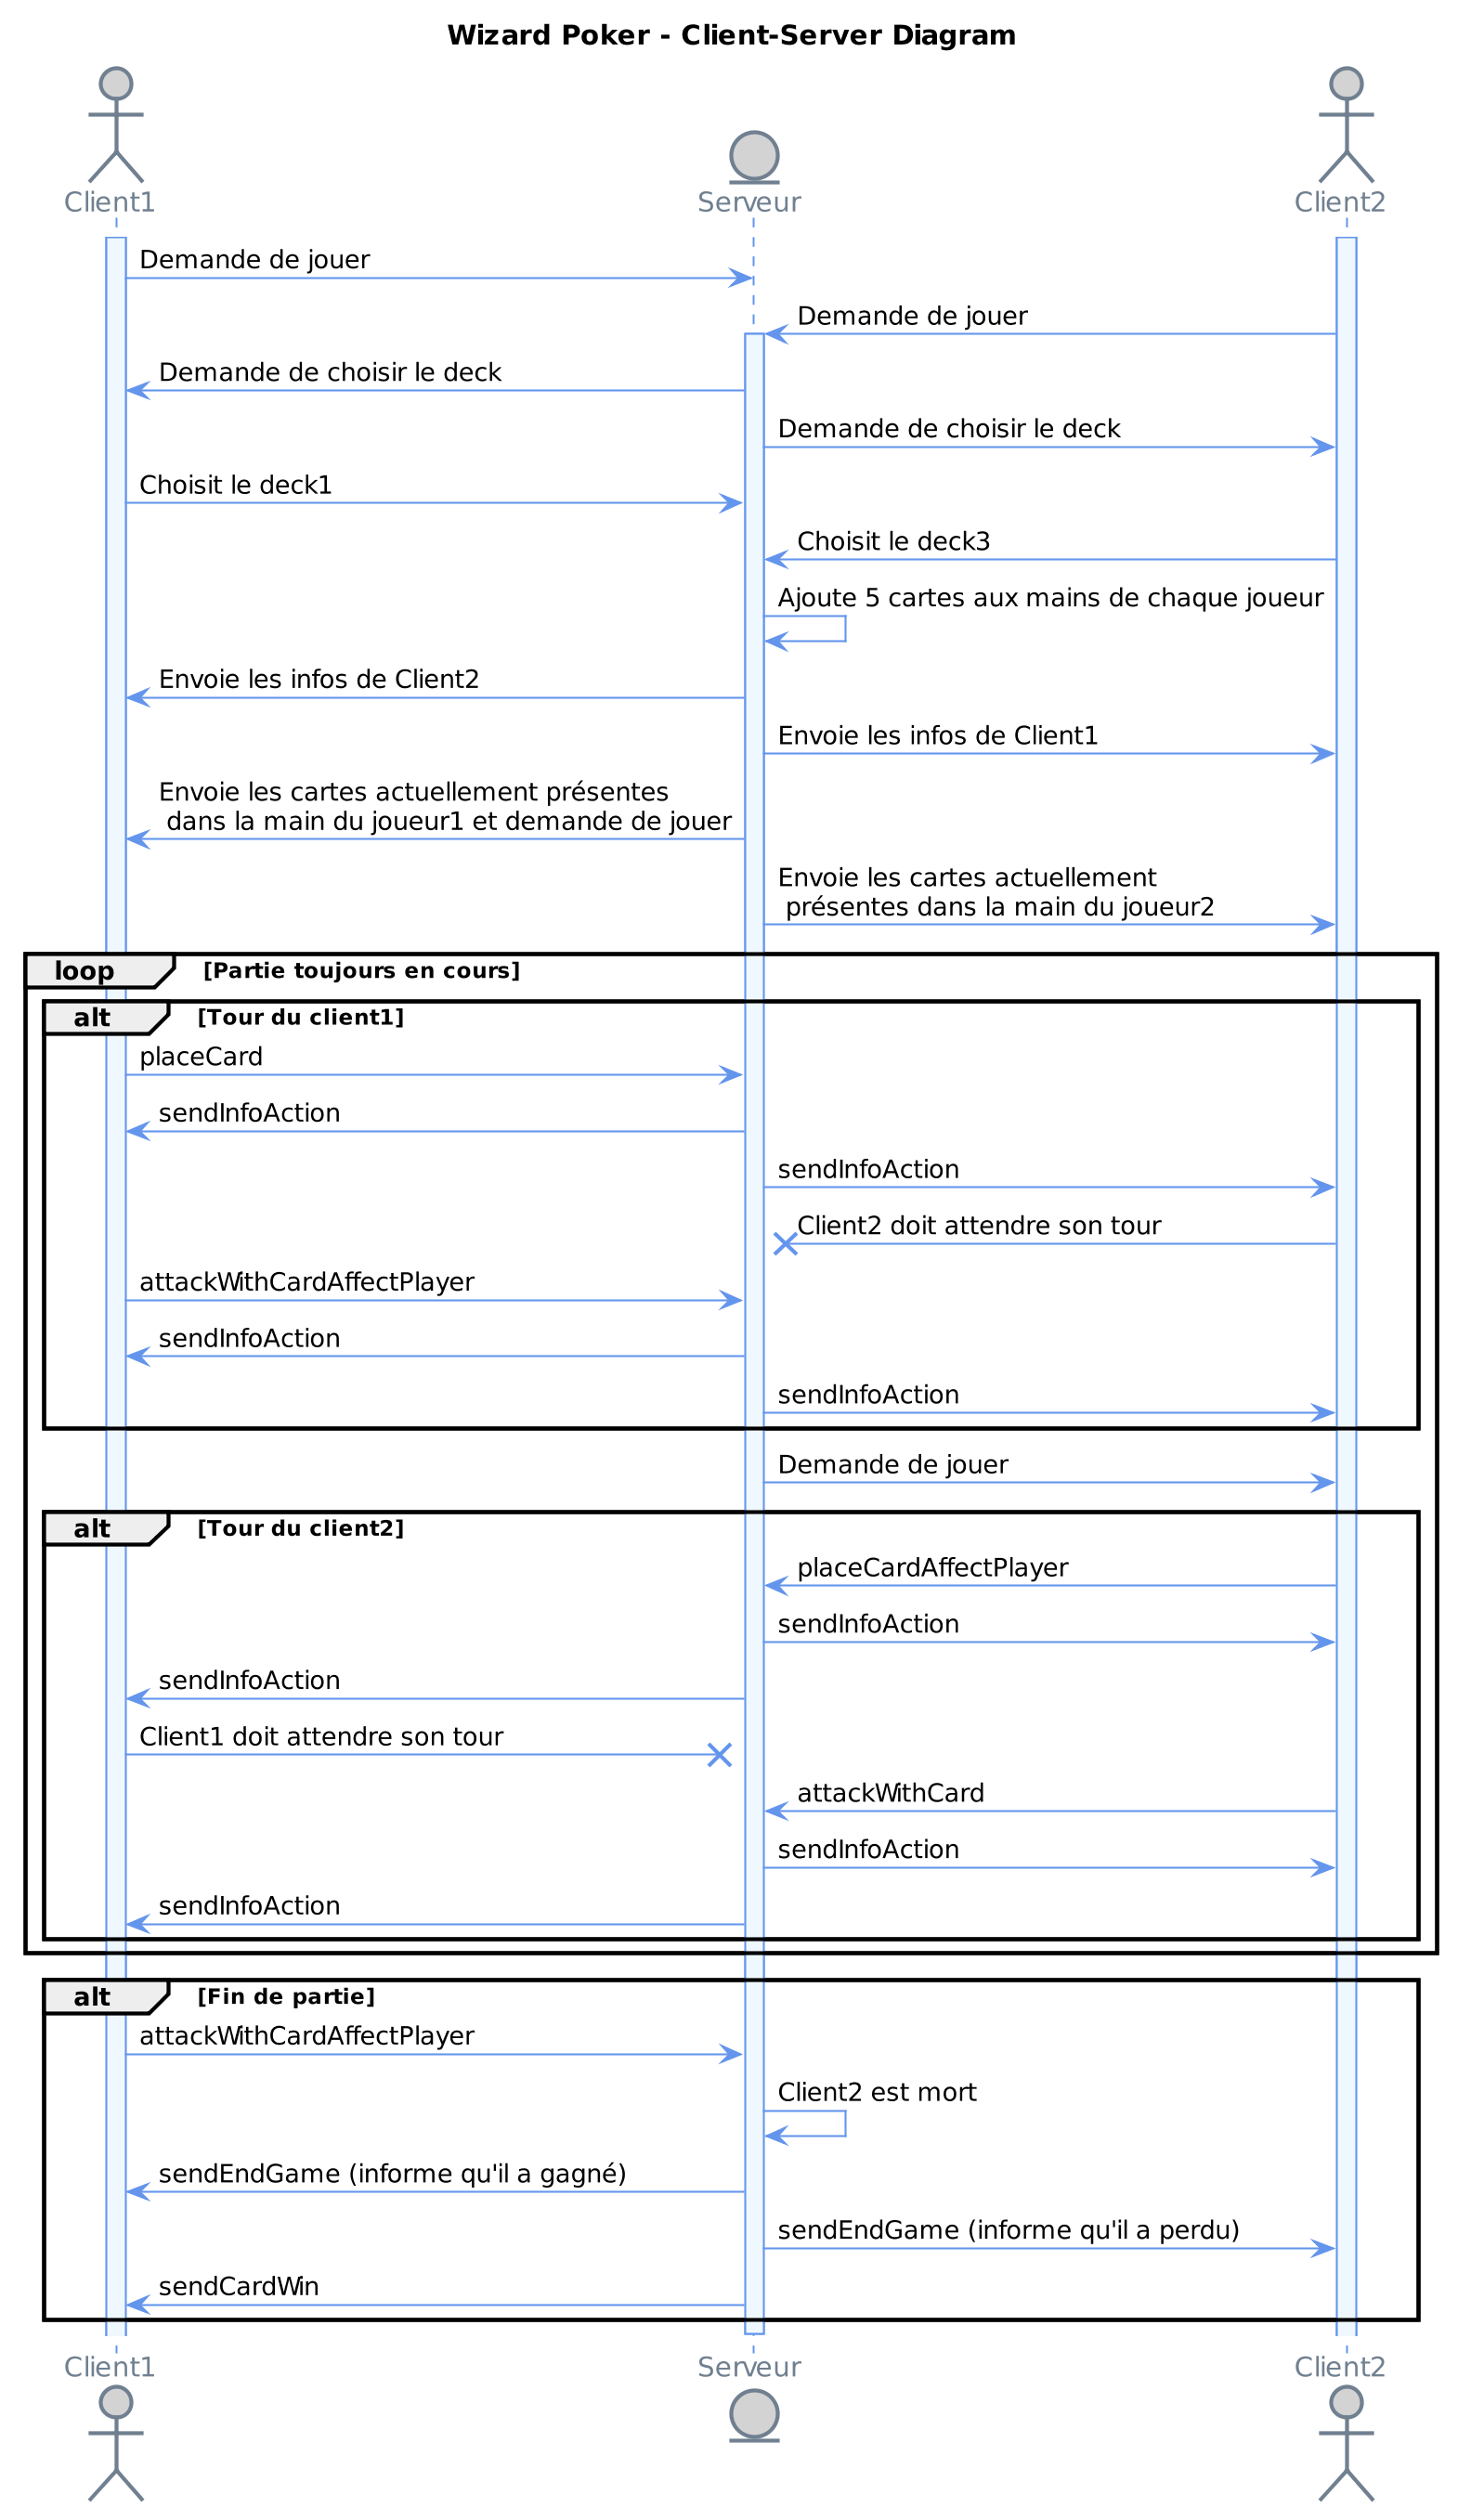 Wizard Poker - Client-Server Diagram
Client1
Serveur
Client2
Demande de jouer
Demande de jouer
Demande de choisir le deck
Demande de choisir le deck
Choisit le deck1
Choisit le deck3
Ajoute 5 cartes aux mains de chaque joueur
Envoie les infos de Client2
Envoie les infos de Client1
Envoie les cartes actuellement présentes
dans la main du joueur1 et demande de jouer
Envoie les cartes actuellement
présentes dans la main du joueur2
loop [Partie toujours en cours]
alt [Tour du client1]
placeCard
sendInfoAction
sendInfoAction
Client2 doit attendre son tour
attackWithCardAffectPlayer
sendInfoAction
sendInfoAction
Demande de jouer
alt [Tour du client2]
placeCardAffectPlayer
sendInfoAction
sendInfoAction
Client1 doit attendre son tour
attackWithCard
sendInfoAction
sendInfoAction
alt [Fin de partie]
attackWithCardAffectPlayer
Client2 est mort
sendEndGame (informe qu'il a gagné)
sendEndGame (informe qu'il a perdu)
sendCardWin
Client1
Serveur
Client2